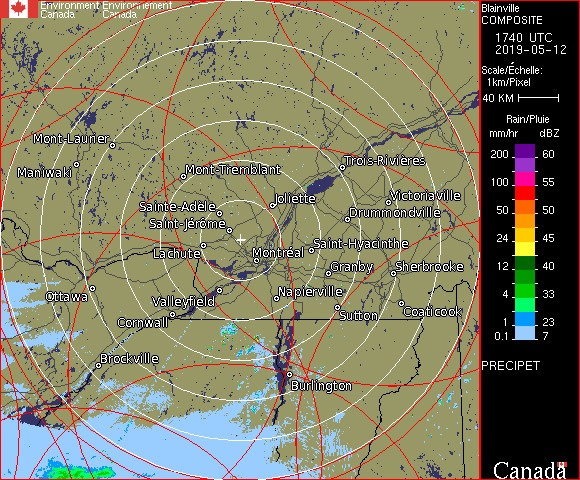 Environment Environnement
Canada Canada
Blainville
COMPOSITE
1740 UTC
2019-05-12
Scale/Échelle:
1km/Pixel
40 KM
Rain/Pluie
mm/hr dBZ
200 60
100 55
50 50
24 45
12 40
4 33
1 23
0.1 7
PRECIPET
Canada
Mont-Laurier
Maniwaki
Mont-Tremblant
Trois-Rivières
Joliette
Victoriaville
Sainte-Adèle
Drummondville
Saint-Jérôme
Lachute
Montréal
Saint-Hyacinthe
Granby
Sherbrooke
Ottawa
Valleyfield
Napierville
Cornwall
Sutton
Coaticook
Brockville
Burlington